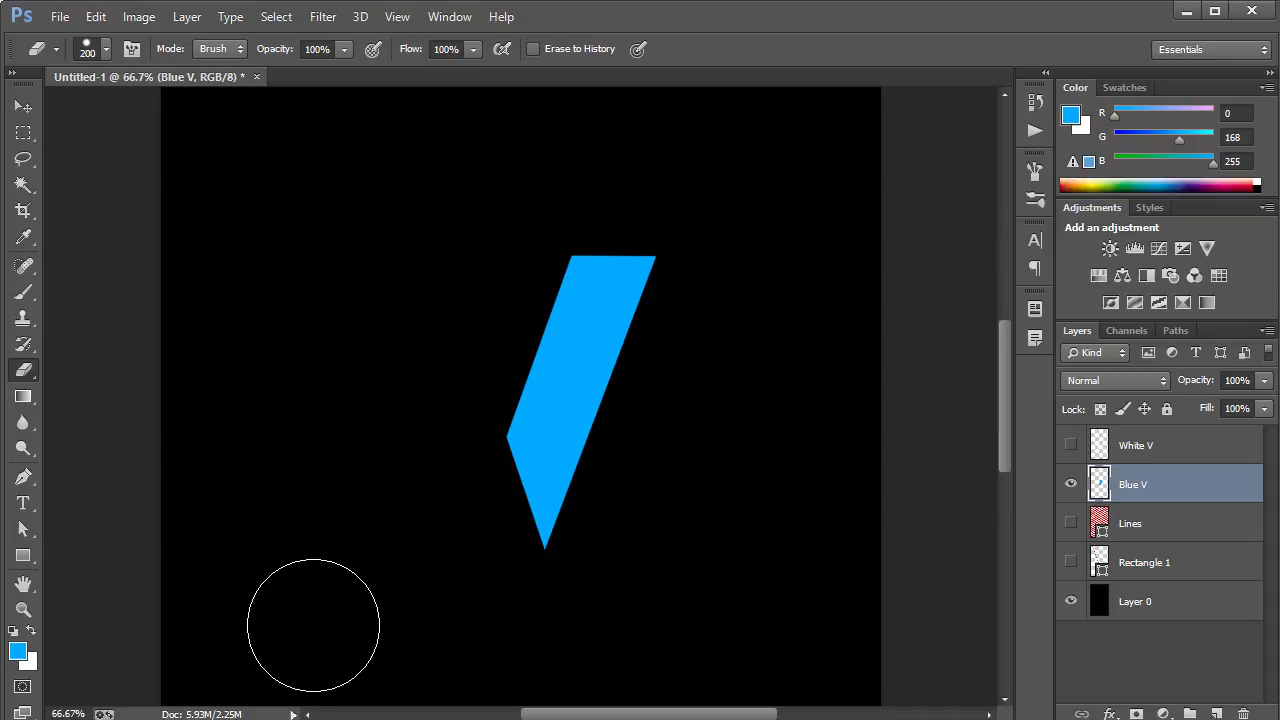 Ps File Edit Image Layer Type Select Filter 3D View Window Help
200 Mode: Brush Opacity: 100% Flow: 100% Erase to History Essentials
Untitled-1 @ 66.7% (Blue V, RGB/8) * ×
Color Swatches
R 0
G 168
B 255
Adjustments Styles
Add an adjustment
Layers Channels Paths
Kind
Normal Opacity: 100%
Lock: Fill: 100%
White V
Blue V
Lines
Rectangle 1
Layer 0
66.67% Doc: 5.93M/2.25M